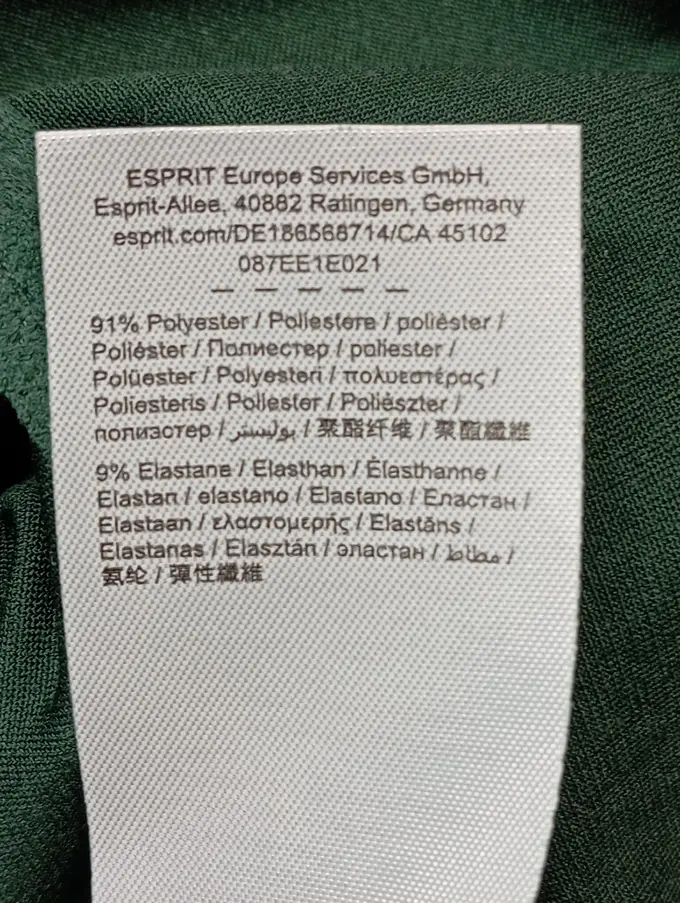 ESPRIT Europe Services GmbH,
Esprit-Allee, 40882 Ratingen, Germany
esprit.com/DE186568714/CA 45102
087EE1E021
— — — — —
91% Polyester / Poliestere / poliéster /
Poliéster / Полиестер / poliester /
Polüester / Polyesteri / πολυεστέρας /
Poliesteris / Poliester / Poliészter /
полиэстер / بوليستر / 聚酯纤维 / 聚酯纖維
9% Elastane / Elasthan / Élasthanne /
Elastan / elastano / Elastano / Еластан /
Elastaan / ελαστομερής / Elastāns /
Elastanas / Elasztán / эластан / مطاط /
氨纶 / 彈性纖維